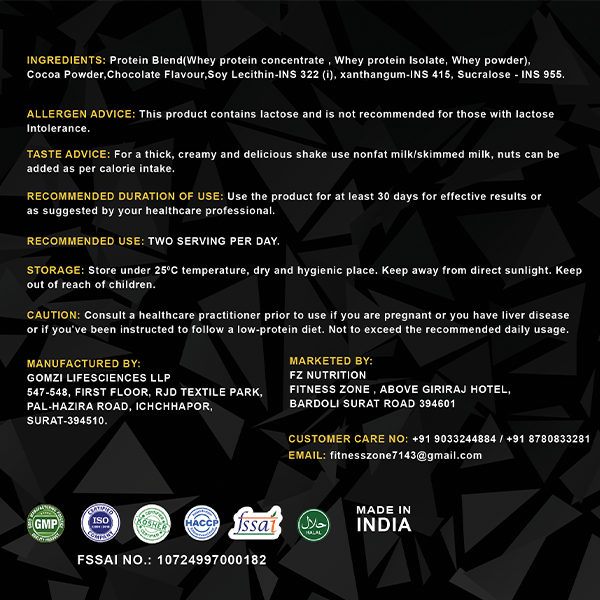 INGREDIENTS: Protein Blend(Whey protein concentrate , Whey protein Isolate, Whey powder),
Cocoa Powder,Chocolate Flavour,Soy Lecithin-INS 322 (i), xanthangum-INS 415, Sucralose - INS 955.
ALLERGEN ADVICE: This product contains lactose and is not recommended for those with lactose
Intolerance.
TASTE ADVICE: For a thick, creamy and delicious shake use nonfat milk/skimmed milk, nuts can be
added as per calorie intake.
RECOMMENDED DURATION OF USE: Use the product for at least 30 days for effective results or
as suggested by your healthcare professional.
RECOMMENDED USE: TWO SERVING PER DAY.
STORAGE: Store under 25ºC temperature, dry and hygienic place. Keep away from direct sunlight. Keep
out of reach of children.
CAUTION: Consult a healthcare practitioner prior to use if you are pregnant or you have liver disease
or if you've been instructed to follow a low-protein diet. Not to exceed the recommended daily usage.
MANUFACTURED BY:
GOMZI LIFESCIENCES LLP
547-548, FIRST FLOOR, RJD TEXTILE PARK,
PAL-HAZIRA ROAD, ICHCHHAPOR,
SURAT-394510.
MARKETED BY:
FZ NUTRITION
FITNESS ZONE , ABOVE GIRIRAJ HOTEL,
BARDOLI SURAT ROAD 394601
CUSTOMER CARE NO: +91 9033244884 / +91 8780833281
EMAIL: fitnesszone7143@gmail.com
GMP
CERTIFIED
ISO
COMPANY
KOSHER
HACCP
fssai
حلال
HALAL
MADE IN
INDIA
FSSAI NO.: 10724997000182